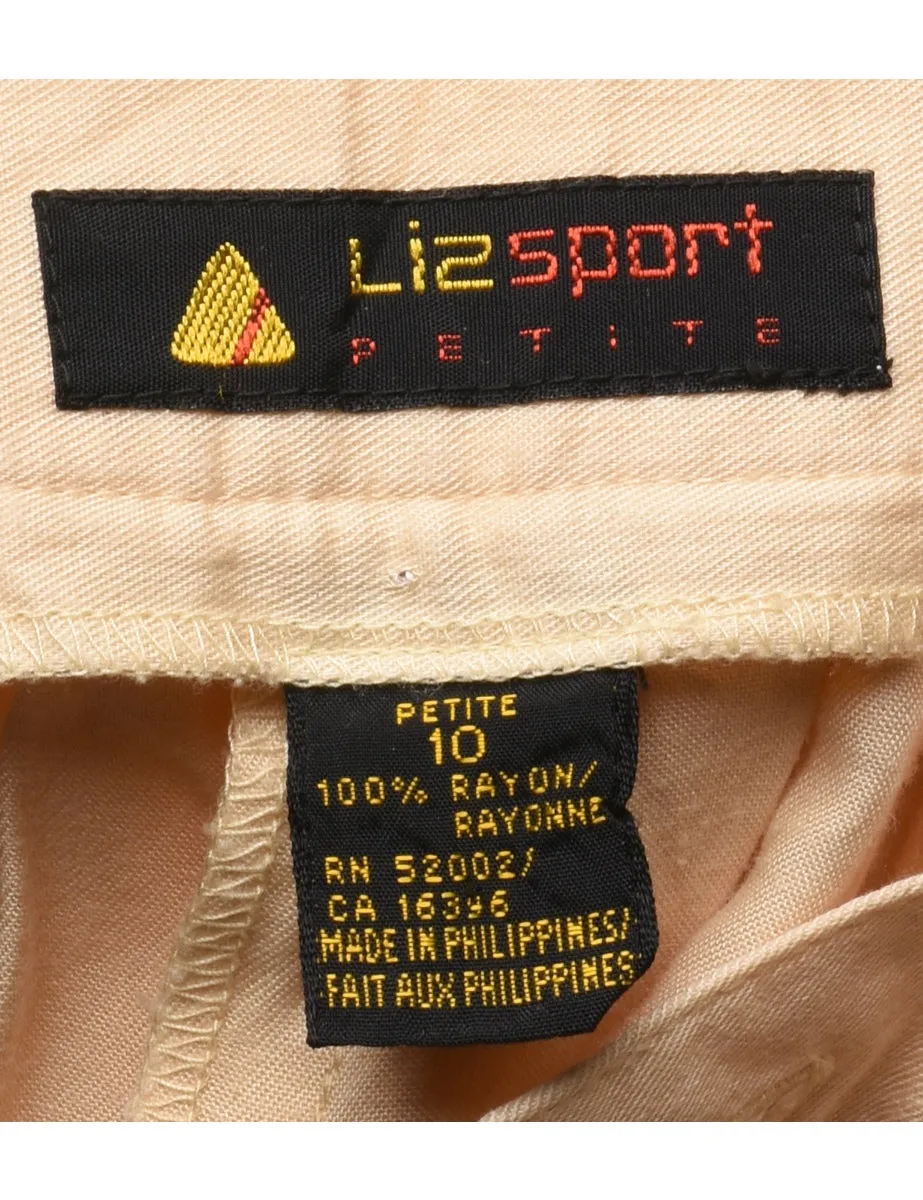 Lizsport
PETITE
PETITE
10
100% RAYON/
RAYONNE
RN 52002/
CA 16396
MADE IN PHILIPPINES/
FAIT AUX PHILIPPINES